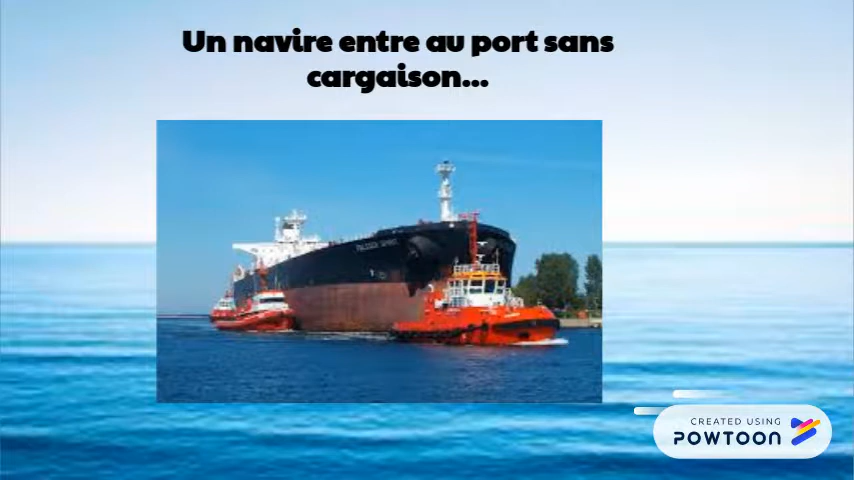 Un navire entre au port sans
cargaison...
CREATED USING
POWTOON